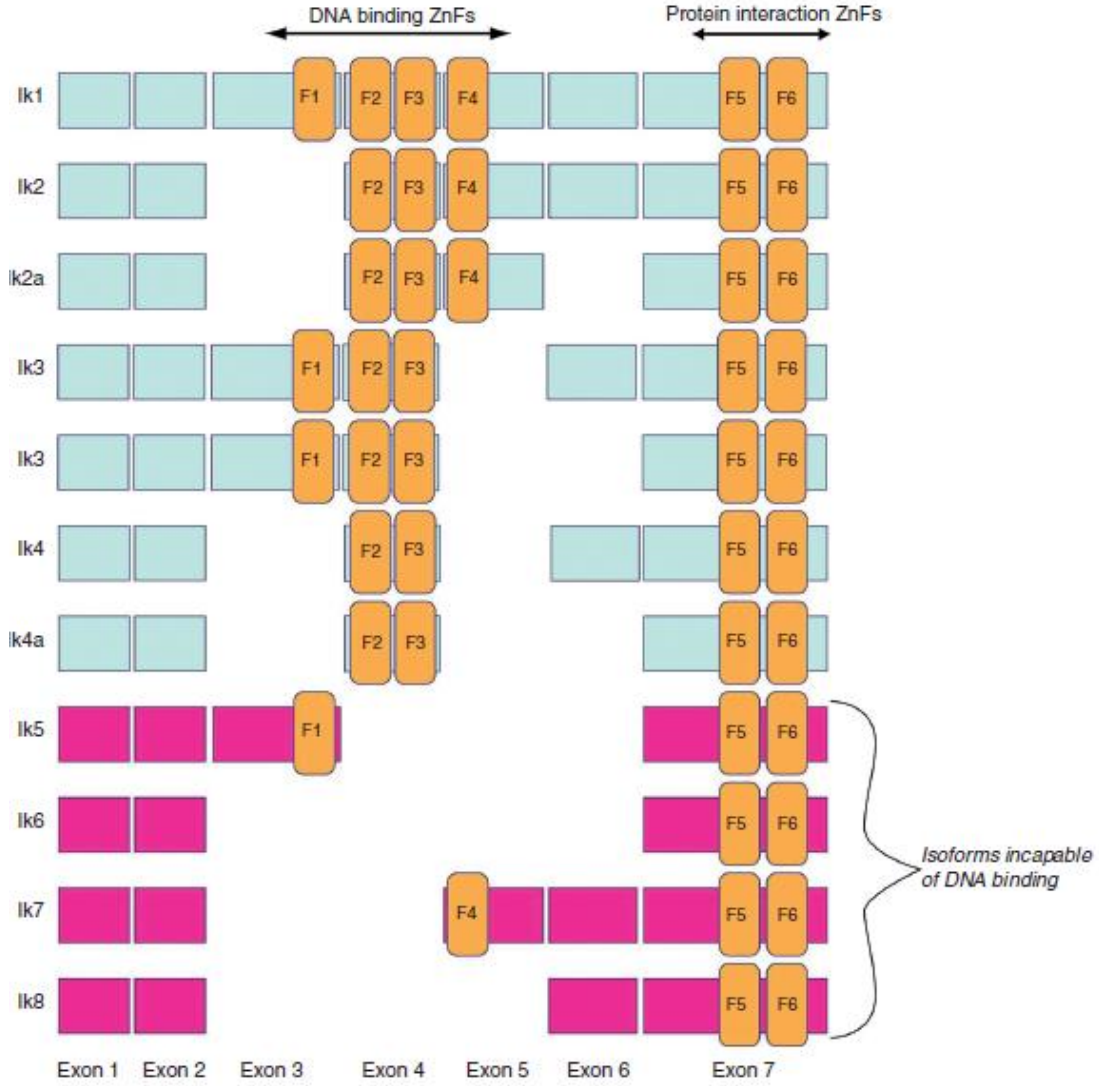 DNA binding ZnFs
Protein interaction ZnFs
Ik1
F1 F2 F3 F4 F5 F6
Ik2
F2 F3 F4 F5 F6
Ik2a
F2 F3 F4 F5 F6
Ik3
F1 F2 F3 F5 F6
Ik3
F1 F2 F3 F5 F6
Ik4
F2 F3 F5 F6
Ik4a
F2 F3 F5 F6
Ik5
F1 F5 F6
Ik6
F5 F6
Ik7
F4 F5 F6
Ik8
F5 F6
Isoforms incapable
of DNA binding
Exon 1 Exon 2 Exon 3 Exon 4 Exon 5 Exon 6 Exon 7